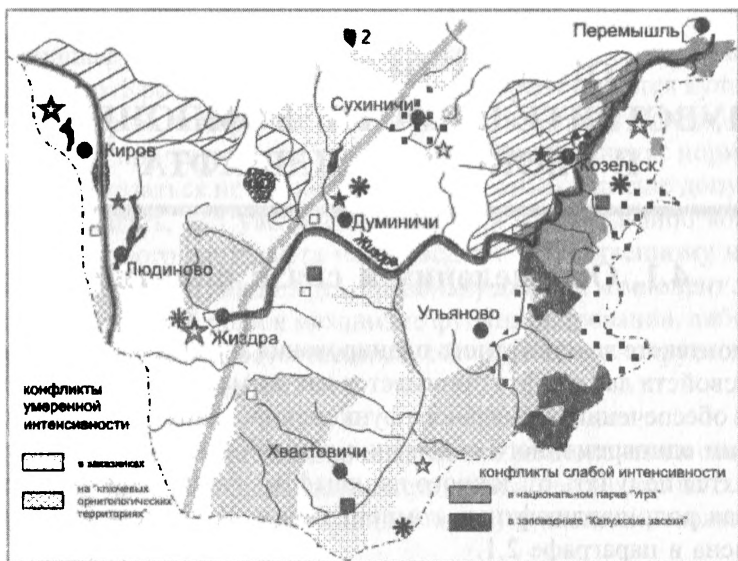 2
Перемышль
Сухиничи
Киров
Козельск
Думиничи
Жиздра
Людиново
Ульяново
Жиздра
конфликты
умеренной
интенсивности
Хвастовичи
в заказниках
на "ключевых
орнитологических
территориях"
конфликты слабой интенсивности
в национальном парке "Угра"
в заповеднике "Калужские засеки"